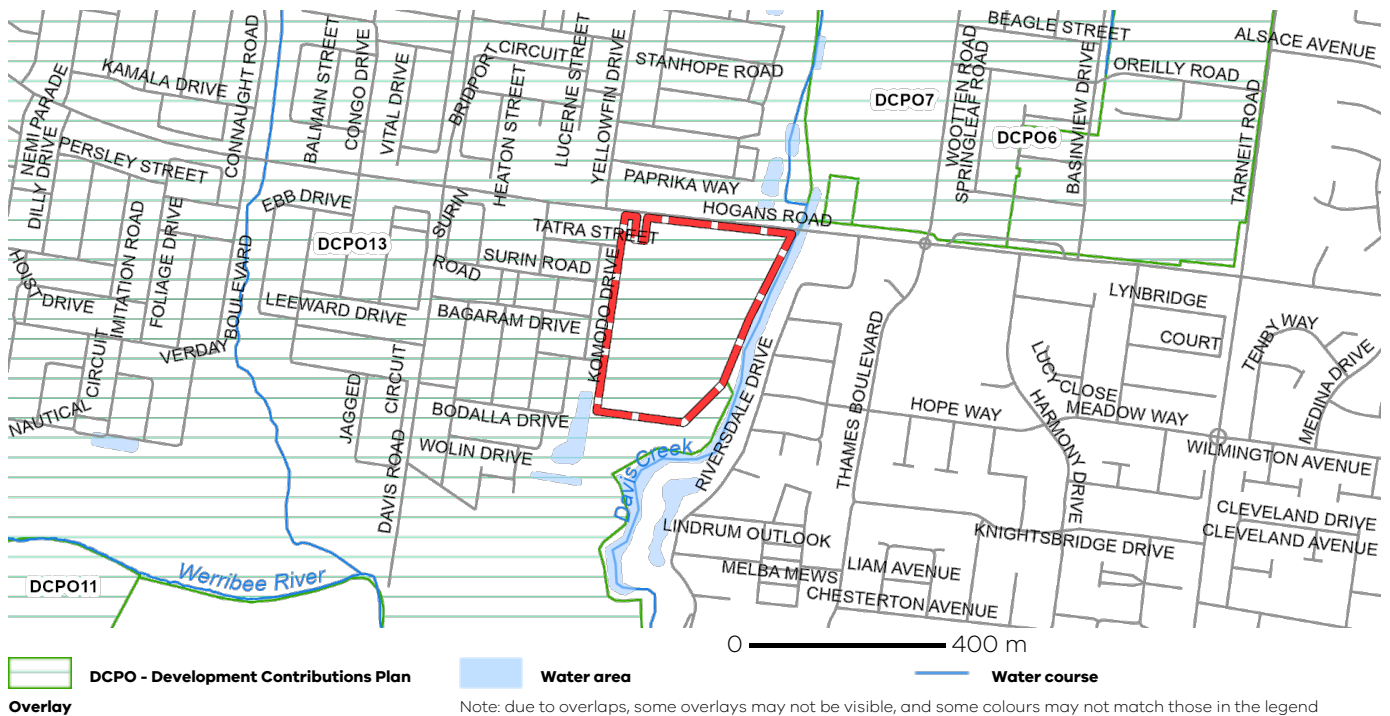 BEAGLE STREET
ALSACE AVENUE
KAMALA DRIVE
CONNAUGHT ROAD
BALMAIN STREET
CONGO DRIVE
VITAL DRIVE
BRIDPORT
CIRCUIT
HEATON STREET
LUCERNE STREET
YELLOWFIN DRIVE
STANHOPE ROAD
OREILLY ROAD
DCPO7
WOOTTEN ROAD
SPRINGLEAF ROAD
DCPO6
BASINVIEW DRIVE
TARNEIT ROAD
NEMI PARADE
DILLY DRIVE
PERSLEY STREET
PAPRIKA WAY
EBB DRIVE
HOGANS ROAD
IMITATION ROAD
FOLIAGE DRIVE
DCPO13
SURIN
ROAD
TATRA STREET
SURIN ROAD
HOIST DRIVE
BOULEVARD
KOMODO DRIVE
LEEWARD DRIVE
BAGARAM DRIVE
LYNBRIDGE
COURT
TENBY WAY
MEDINA DRIVE
VERDAY
CIRCUIT
JAGGED
CIRCUIT
RIVERSDALE DRIVE
THAMES BOULEVARD
LUCY CLOSE
HARMONY DRIVE
HOPE WAY
MEADOW WAY
NAUTICAL
BODALLA DRIVE
WOLIN DRIVE
DAVIS ROAD
Davis Creek
WILMINGTON AVENUE
CLEVELAND DRIVE
CLEVELAND AVENUE
LINDRUM OUTLOOK
KNIGHTSBRIDGE DRIVE
MELBA MEWS
LIAM AVENUE
CHESTERTON AVENUE
Werribee River
DCPO11
0 400 m
DCPO - Development Contributions Plan
Overlay
Water area
Water course
Note: due to overlaps, some overlays may not be visible, and some colours may not match those in the legend